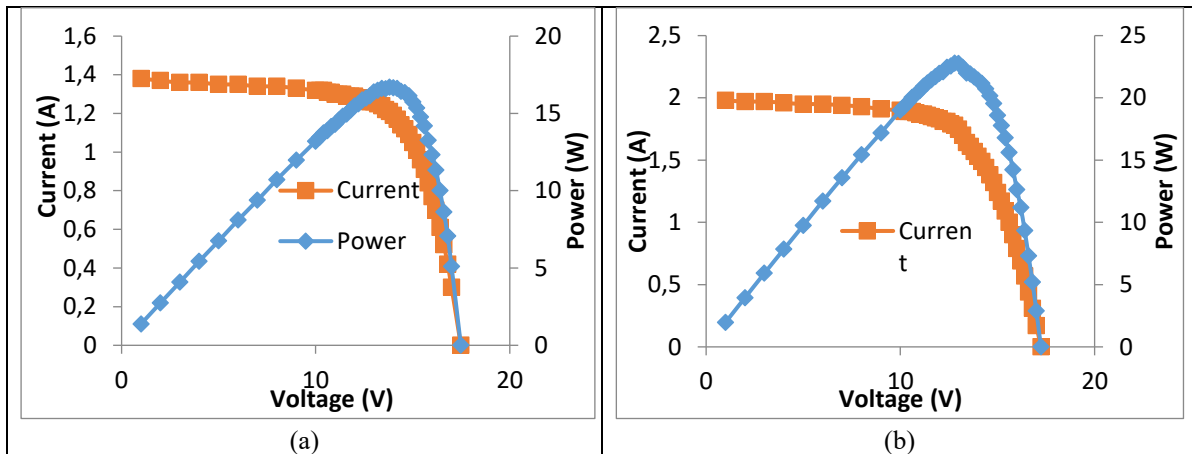 Current (A)
1,6
1,4
1,2
1
0,8
0,6
0,4
0,2
0
20
15
10
5
0
Power (W)
Current
Power
0
10
20
Voltage (V)
(a)
Current (A)
2,5
2
1,5
1
0,5
0
25
20
15
10
5
0
Power (W)
Curren
t
0
10
20
Voltage (V)
(b)